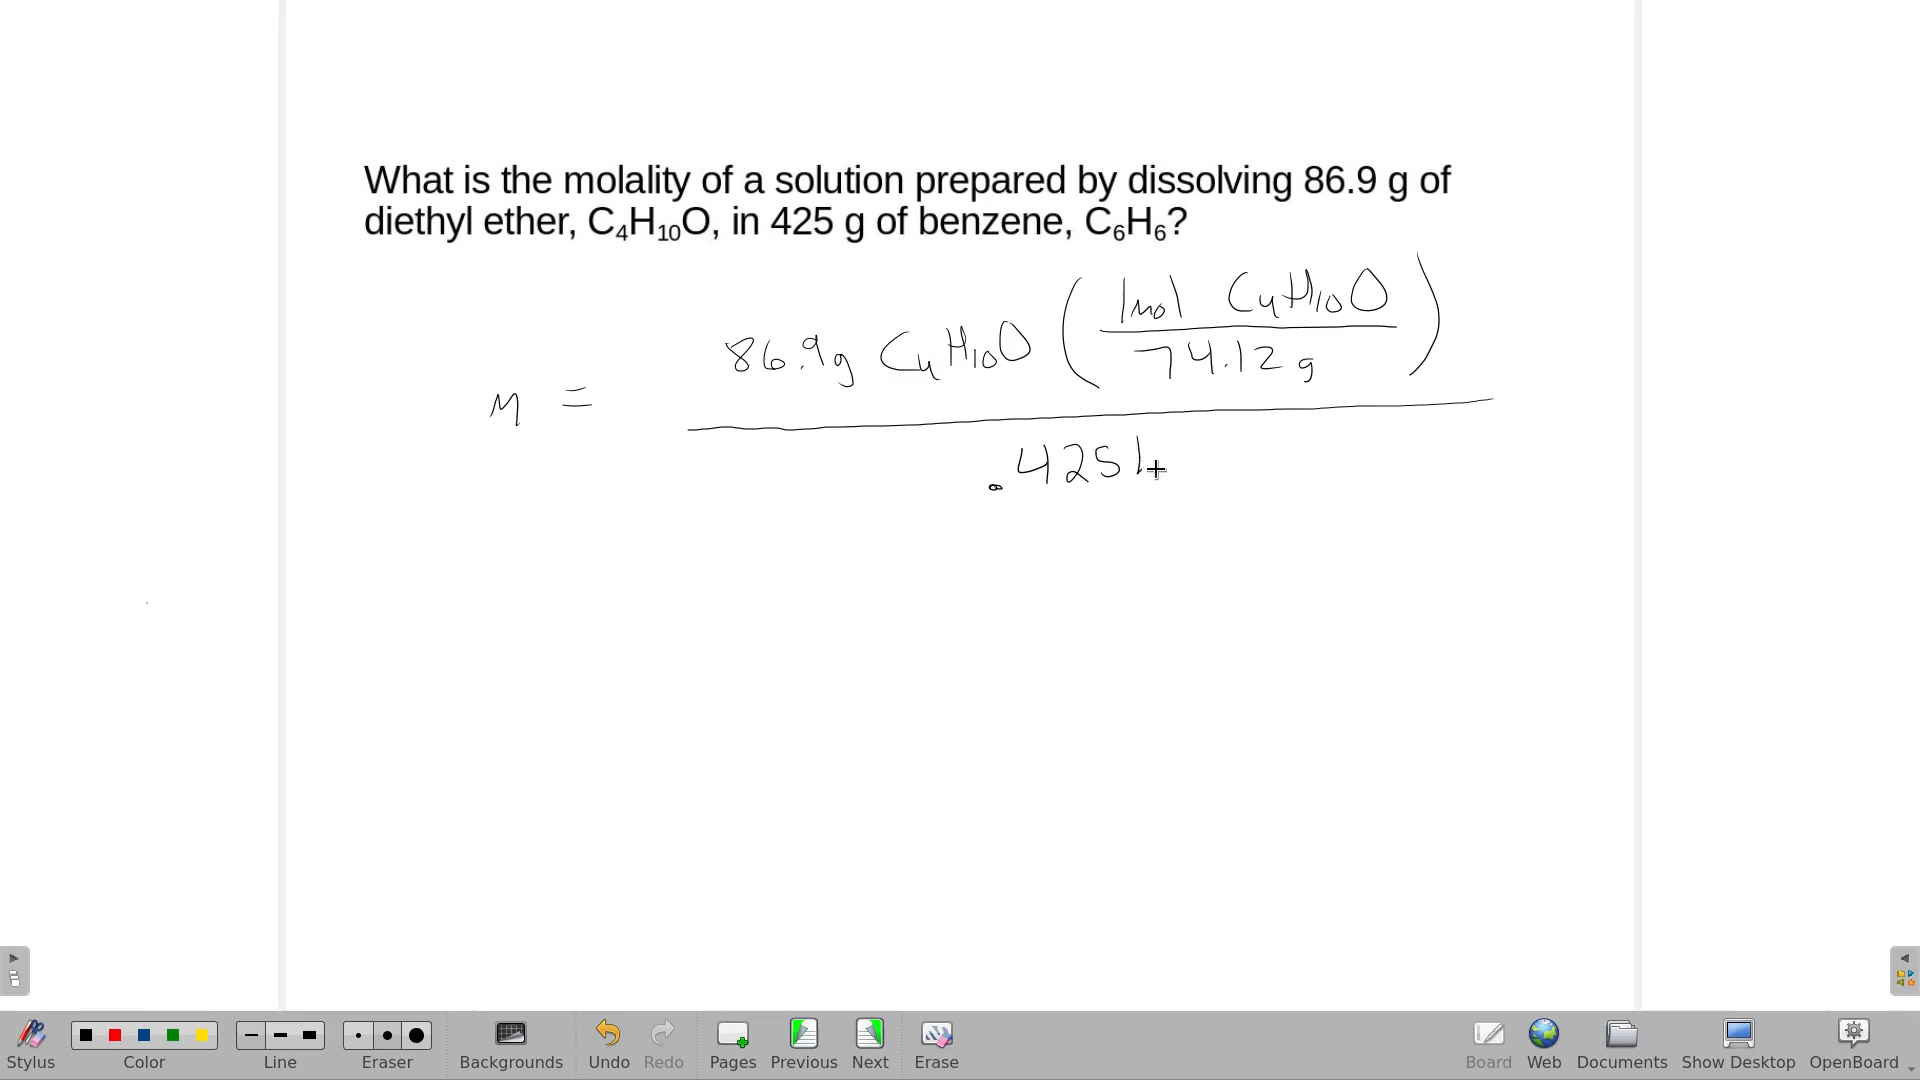 What is the molality of a solution prepared by dissolving 86.9 g of
diethyl ether, C₄H₁₀O, in 425 g of benzene, C₆H₆?
1mol C₄H₁₀O
86.9g C₄H₁₀O
74.12g
m =
.425
Stylus Color Line Eraser Backgrounds Undo Redo Pages Previous Next Erase Board Web Documents Show Desktop OpenBoard